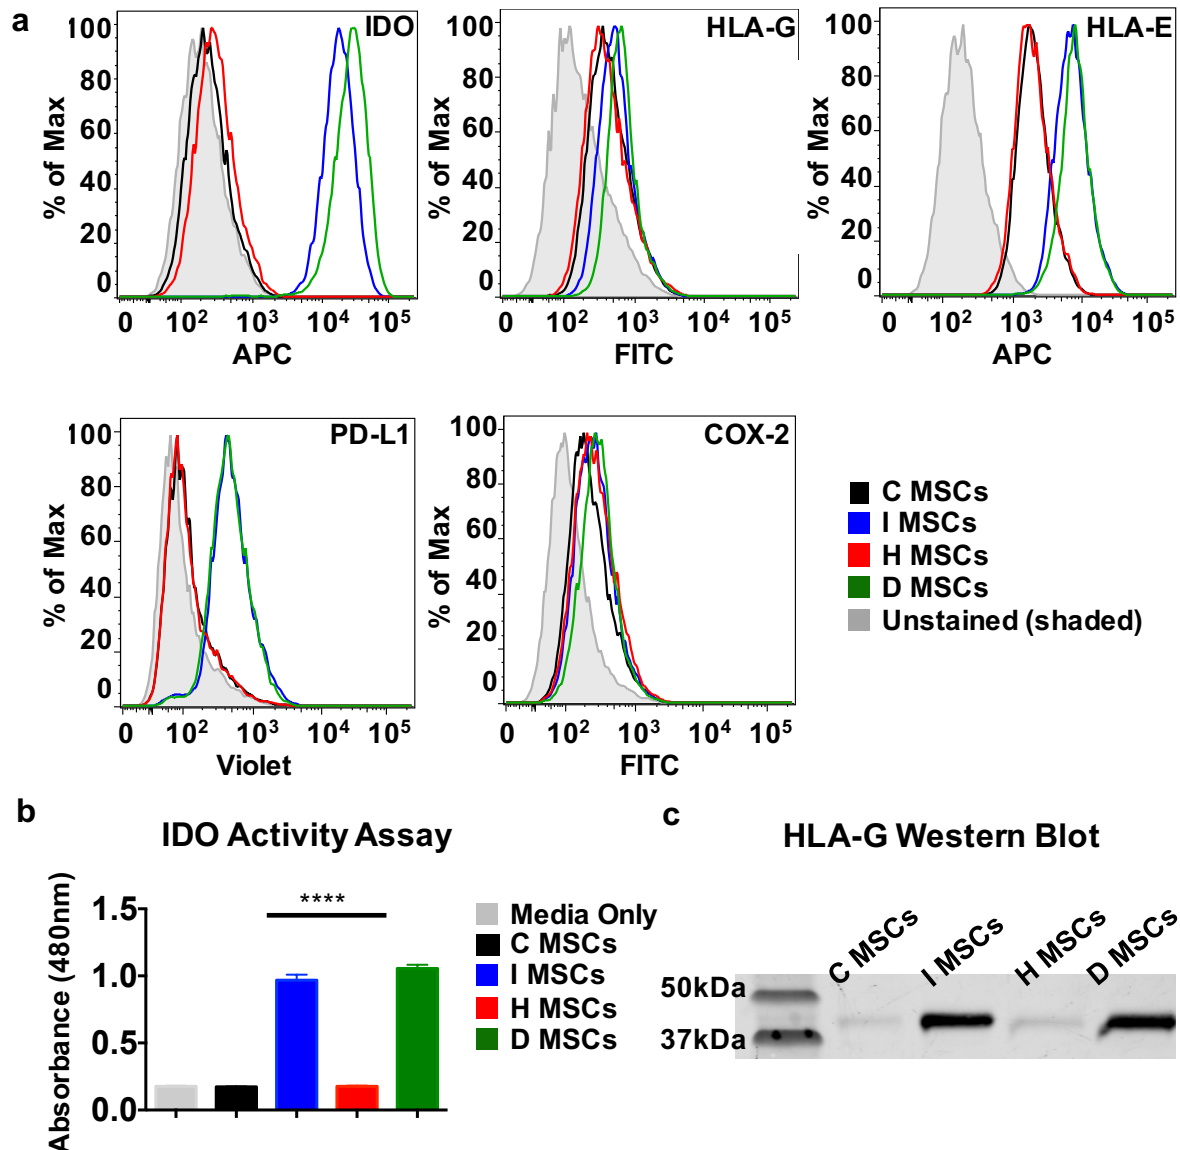 a
IDO
% of Max
100
80
60
40
20
0
0 10² 10³ 10⁴ 10⁵
APC
HLA-G
% of Max
100
80
60
40
20
0
0 10² 10³ 10⁴ 10⁵
FITC
HLA-E
% of Max
100
80
60
40
20
0
0 10² 10³ 10⁴ 10⁵
APC
PD-L1
% of Max
100
80
60
40
20
0
0 10² 10³ 10⁴ 10⁵
Violet
COX-2
% of Max
100
80
60
40
20
0
0 10² 10³ 10⁴ 10⁵
FITC
C MSCs
I MSCs
H MSCs
D MSCs
Unstained (shaded)
b
IDO Activity Assay
Absorbance (480nm)
1.5
1.0
0.5
0.0
****
Media Only
C MSCs
I MSCs
H MSCs
D MSCs
c
HLA-G Western Blot
C MSCs
I MSCs
H MSCs
D MSCs
50kDa
37kDa